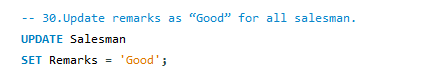 -- 30.Update remarks as “Good” for all salesman.
UPDATE Salesman
SET Remarks = 'Good';